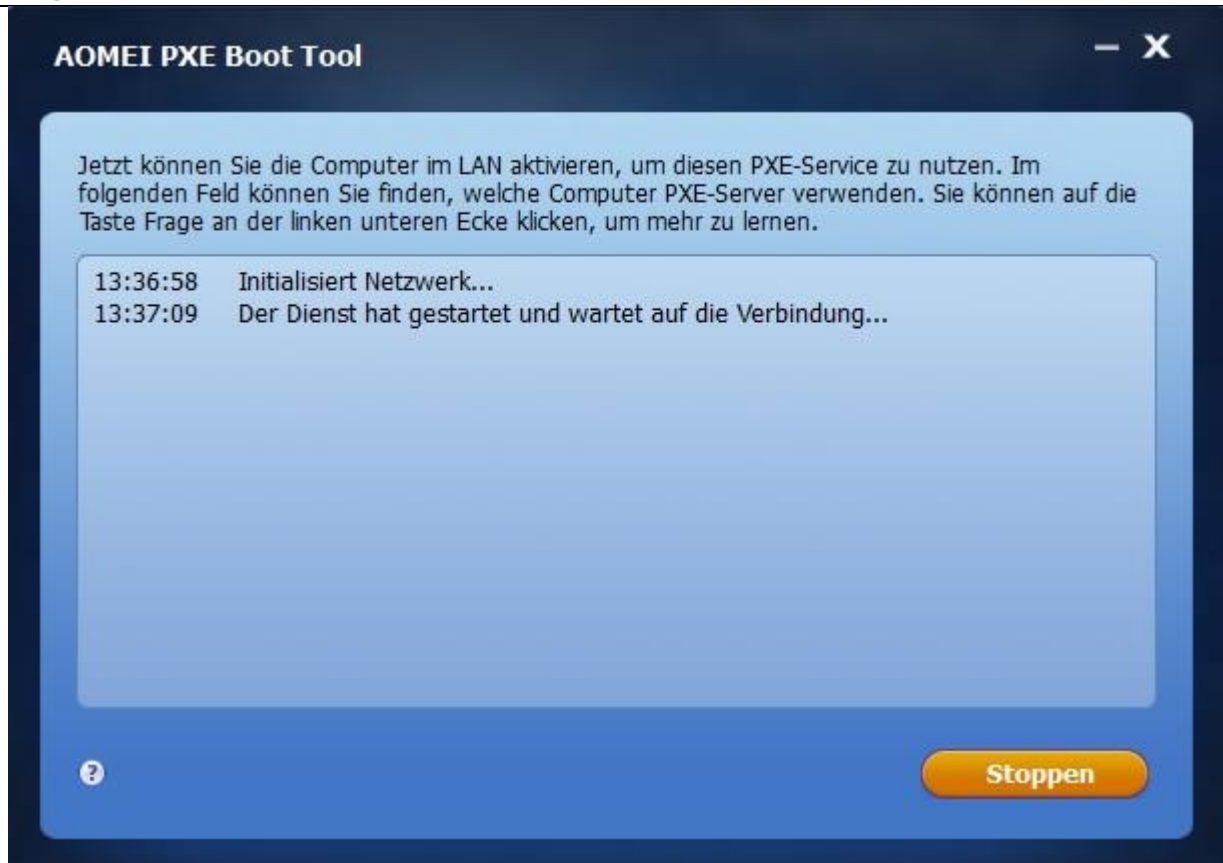 AOMEI PXE Boot Tool
Jetzt können Sie die Computer im LAN aktivieren, um diesen PXE-Service zu nutzen. Im
folgenden Feld können Sie finden, welche Computer PXE-Server verwenden. Sie können auf die
Taste Frage an der linken unteren Ecke klicken, um mehr zu lernen.
13:36:58 Initialisiert Netzwerk...
13:37:09 Der Dienst hat gestartet und wartet auf die Verbindung...
?
Stoppen